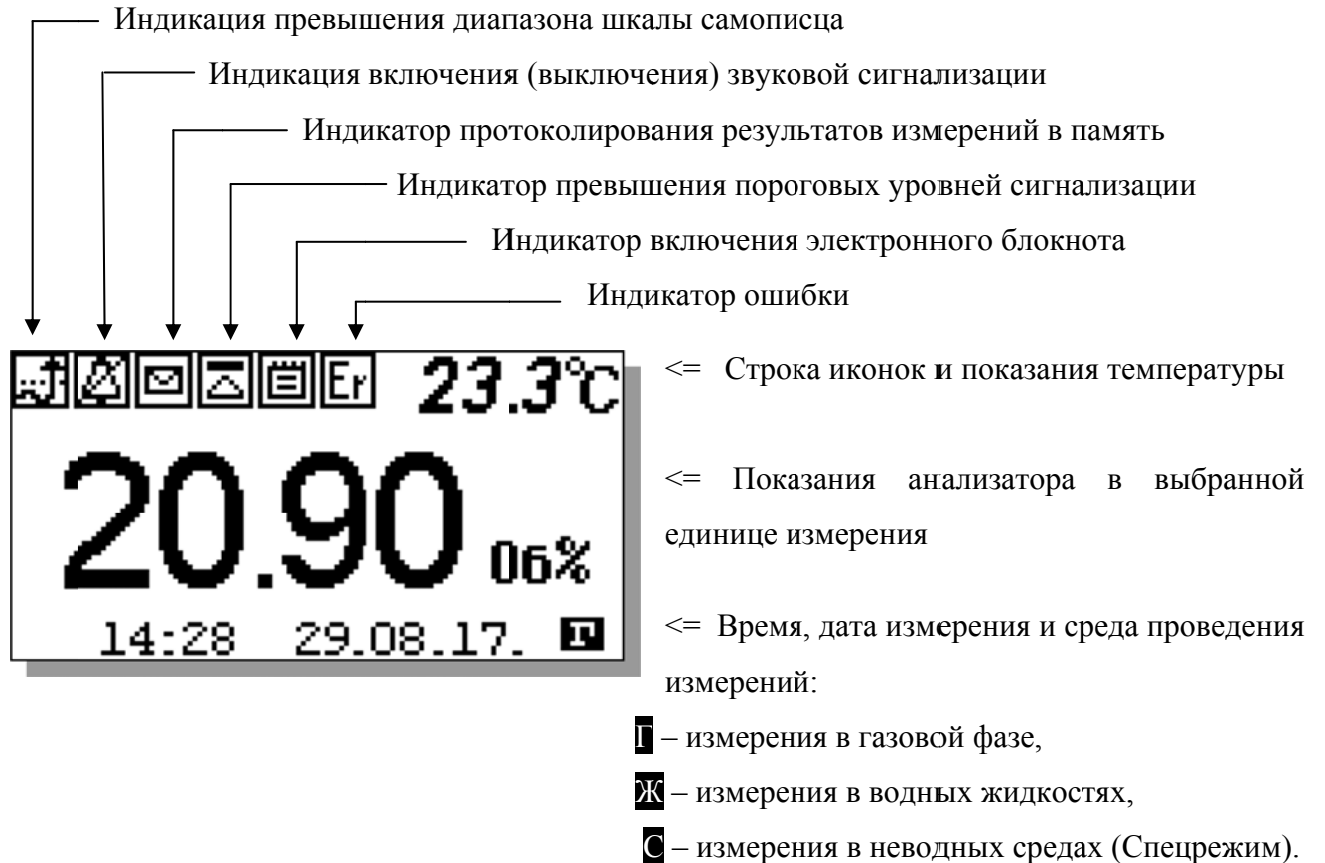 Индикация превышения диапазона шкалы самописца
Индикация включения (выключения) звуковой сигнализации
Индикатор протоколирования результатов измерений в память
Индикатор превышения пороговых уровней сигнализации
Индикатор включения электронного блокнота
Индикатор ошибки
Er 23.3°C
<= Строка иконок и показания температуры
20.90 Об%
<= Показания анализатора в выбранной
единице измерения
14:28 29.08.17. Г
<= Время, дата измерения и среда проведения
измерений:
Г – измерения в газовой фазе,
Ж – измерения в водных жидкостях,
С – измерения в неводных средах (Спецрежим).